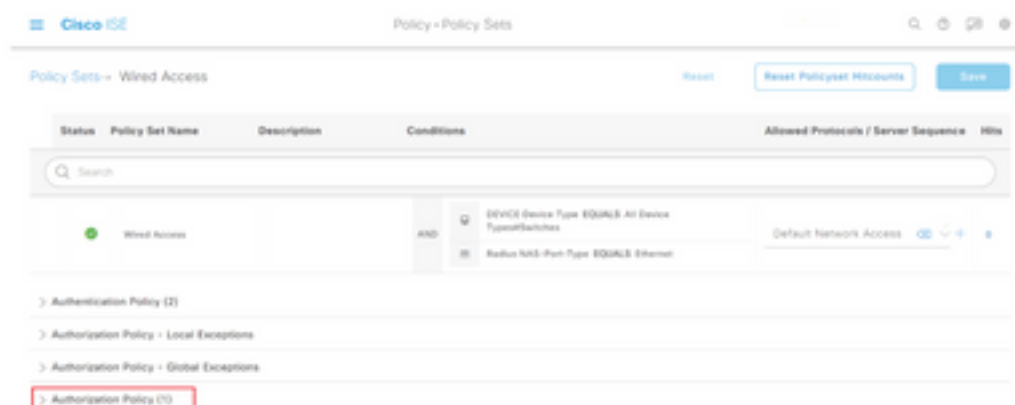 Cisco ISE
Policy • Policy Sets
Policy Sets→ Wired Access
Reset
Reset Policyset Hitcounts
Save
Status Policy Set Name Description Conditions Allowed Protocols / Server Sequence Hits
Search
Wired Access
AND
DEVICE Device Type EQUALS All Device
Types#Switches
Radius NAS-Port-Type EQUALS Ethernet
Default Network Access
> Authentication Policy (2)
> Authorization Policy - Local Exceptions
> Authorization Policy - Global Exceptions
> Authorization Policy (1)